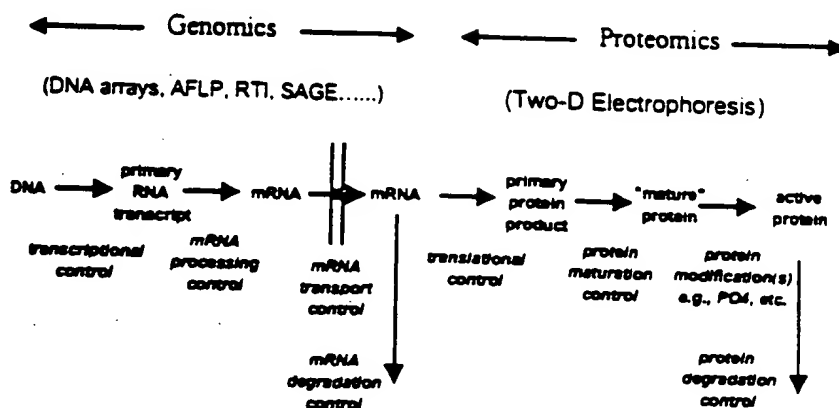 Genomics
Proteomics
(DNA arrays, AFLP, RTI, SAGE......)
(Two-D Electrophoresis)
DNA
primary
RNA
transcript
mRNA
mRNA
primary
protein
product
"mature"
protein
active
protein
transcriptional
control
mRNA
processing
control
mRNA
transport
control
translational
control
protein
maturation
control
protein
modification(s)
e.g., PO4, etc.
mRNA
degradation
control
protein
degradation
control